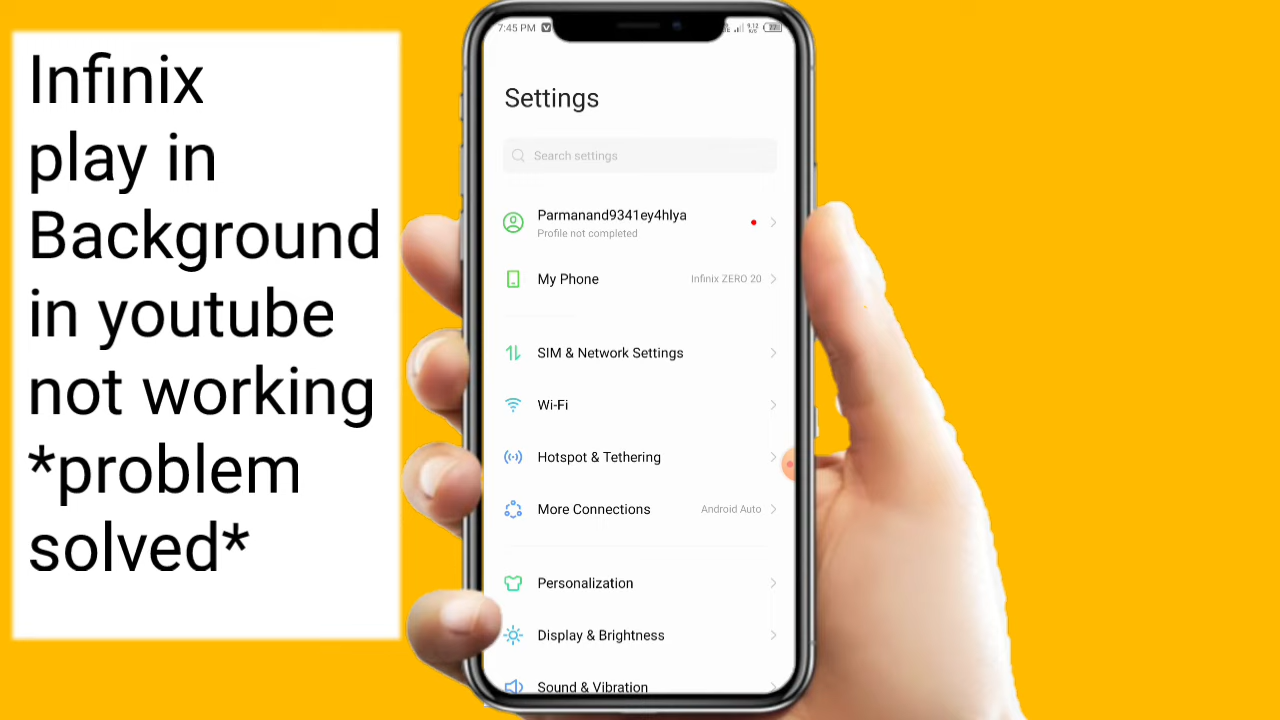 Infinix
play in
Background
in youtube
not working
*problem
solved*
7:45 PM
22
Settings
Search settings
Parmanand9341ey4hlya
Profile not completed
My Phone Infinix ZERO 20
SIM & Network Settings
Wi-Fi
Hotspot & Tethering
More Connections Android Auto
Personalization
Display & Brightness
Sound & Vibration